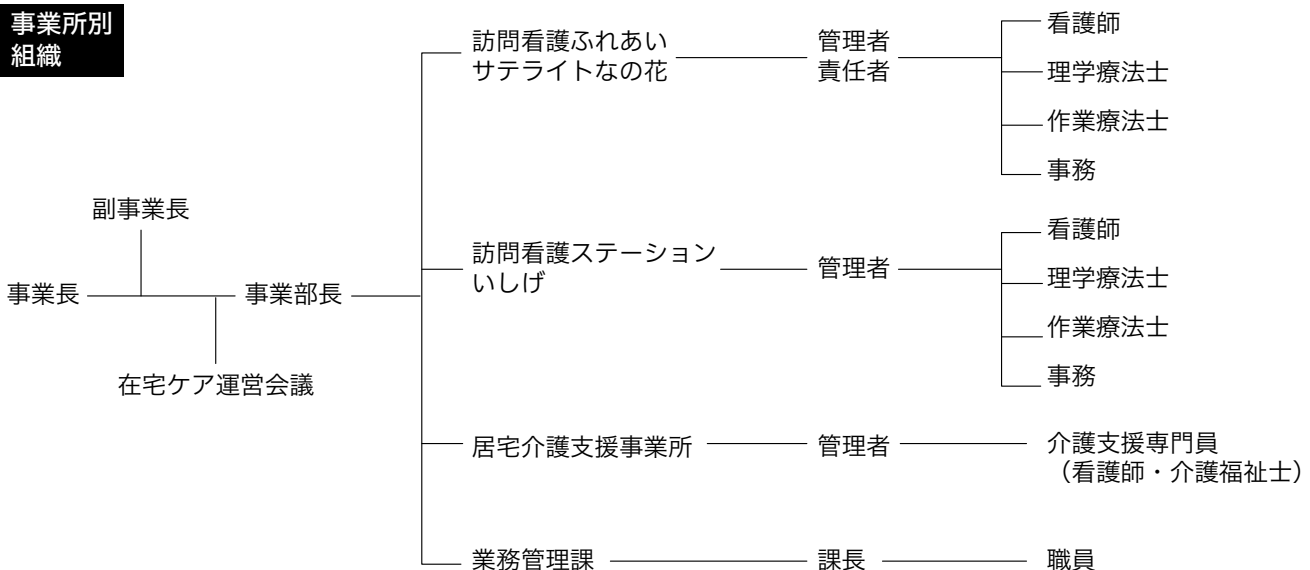 事業所別
組織
事業長
副事業長
在宅ケア運営会議
事業部長
訪問看護ふれあい
サテライトなの花
管理者
責任者
看護師
理学療法士
作業療法士
事務
訪問看護ステーション
いしげ
管理者
看護師
理学療法士
作業療法士
事務
居宅介護支援事業所
管理者
介護支援専門員
（看護師・介護福祉士）
業務管理課
課長
職員